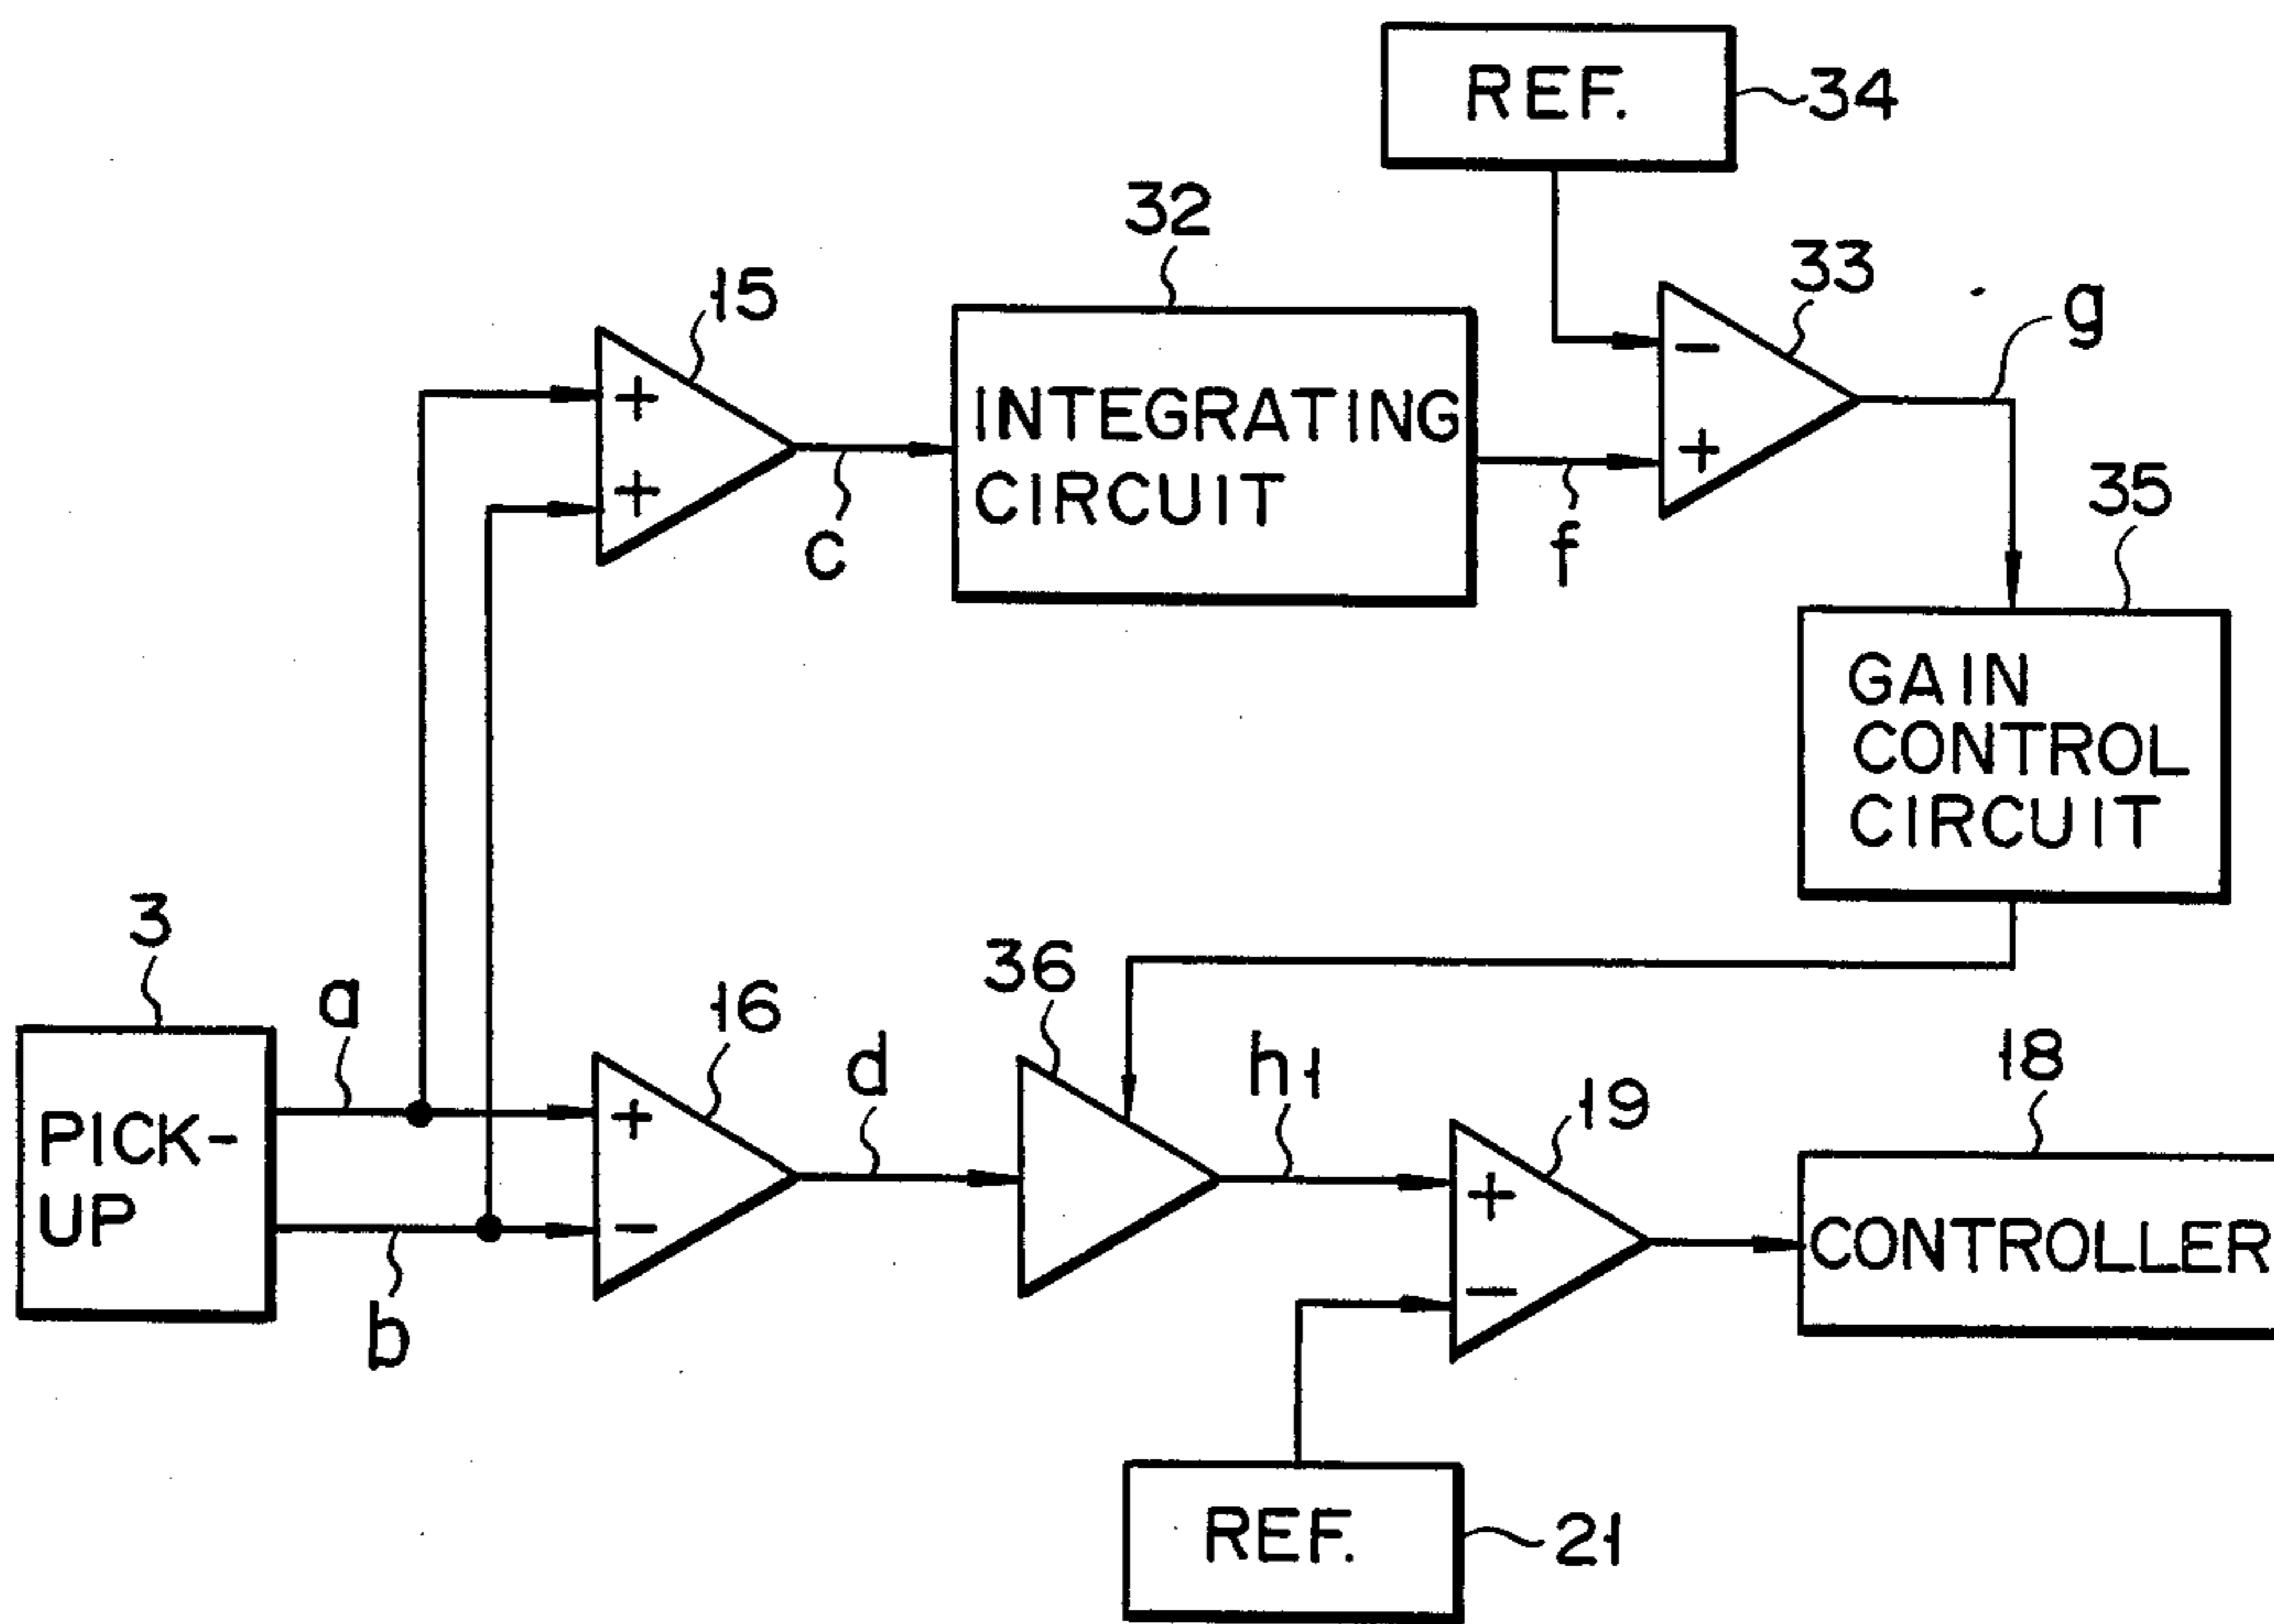 REF.
34
32
33
15
g
+
-
INTEGRATING
CIRCUIT
+
+
c
f
35
GAIN
CONTROL
CIRCUIT
3
a
16
36
d
h1
18
19
PICK-
UP
+
-
+
-
CONTROLLER
b
REF.
21